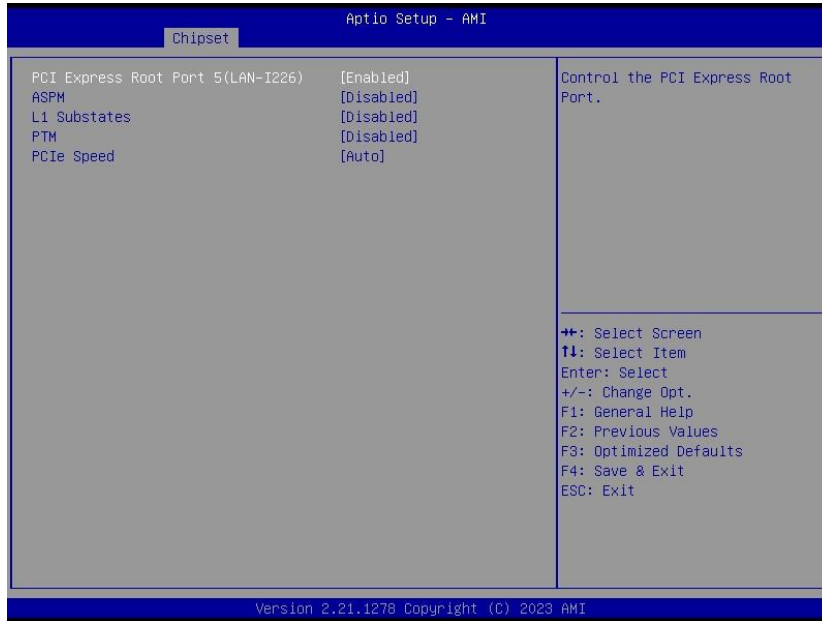 Aptio Setup - AMI
Chipset
PCI Express Root Port 5(LAN-I226) [Enabled]
ASPM [Disabled]
L1 Substates [Disabled]
PTM [Disabled]
PCIe Speed [Auto]
Control the PCI Express Root
Port.
→←: Select Screen
↑↓: Select Item
Enter: Select
+/-: Change Opt.
F1: General Help
F2: Previous Values
F3: Optimized Defaults
F4: Save & Exit
ESC: Exit
Version 2.21.1278 Copyright (C) 2023 AMI